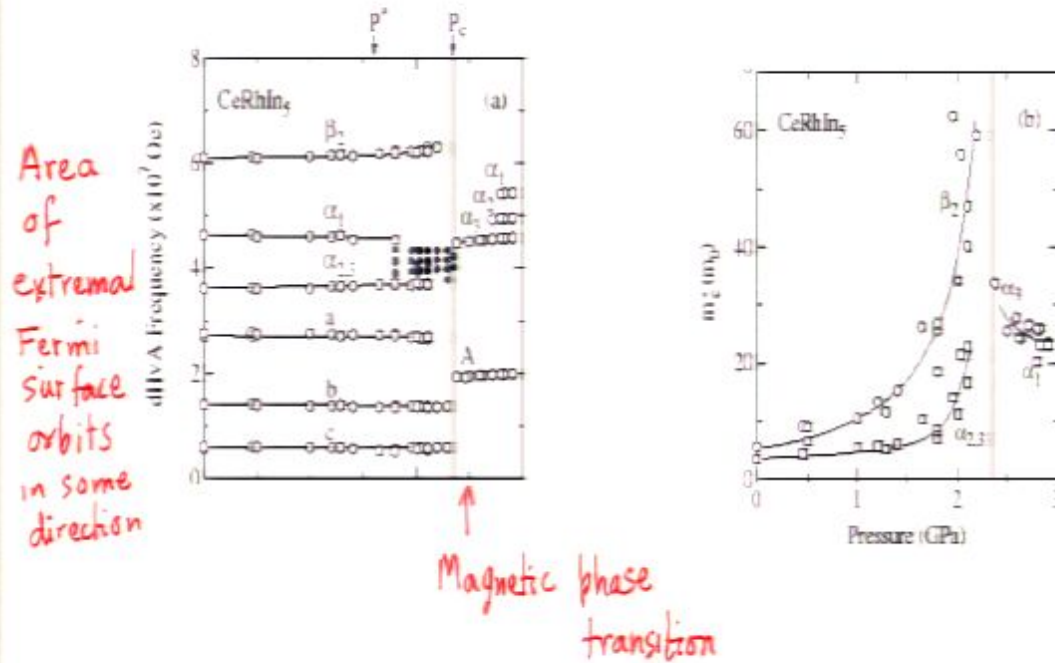 P* P_c
8
CeRhIn₅ (a)
β₂
6
α₁
α₁
α₂
α₃
4
α₂,₃
a
2
A
b
c
0
dHvA Frequency (x10⁷ Oe)
Area
of
extremal
Fermi
surface
orbits
in some
direction
Magnetic phase
transition
CeRhIn₅ (b)
60
β₂
40
α₃
20
α₁
α₂,₃
0
0 1 2 3
Pressure (GPa)
m*c (m₀)